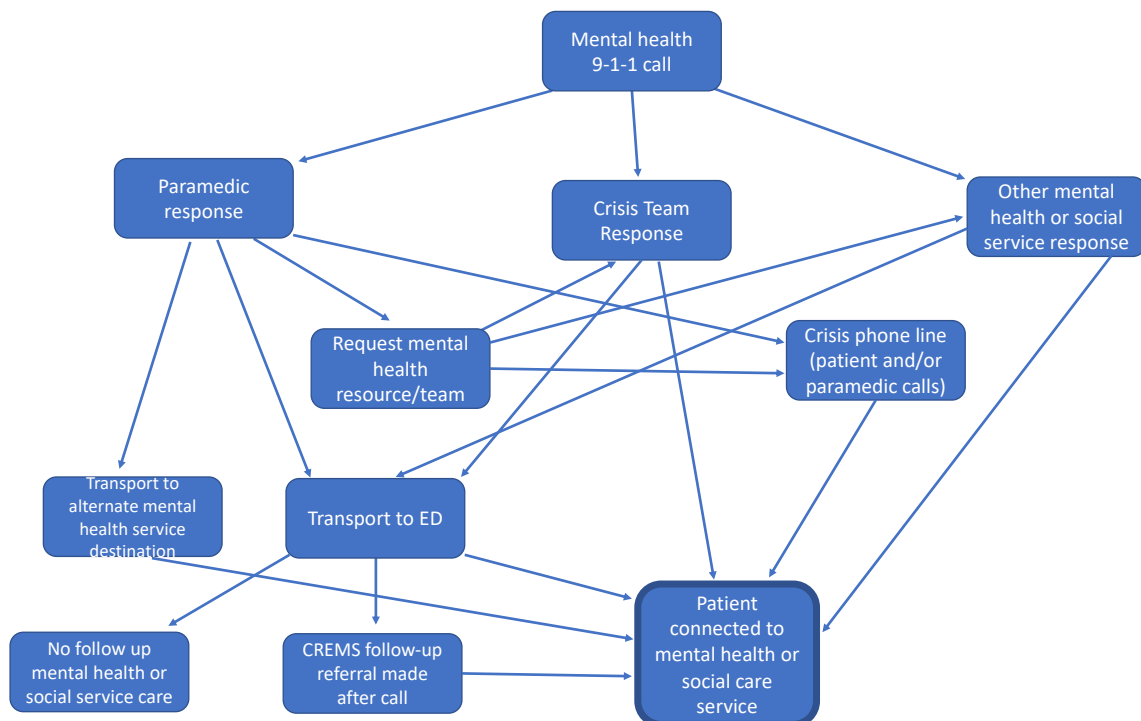 Mental health
9-1-1 call
Paramedic
response
Crisis Team
Response
Other mental
health or social
service response
Request mental
health
resource/team
Crisis phone line
(patient and/or
paramedic calls)
Transport to
alternate mental
health service
destination
Transport to ED
No follow up
mental health or
social service care
CREMS follow-up
referral made
after call
Patient
connected to
mental health or
social care
service